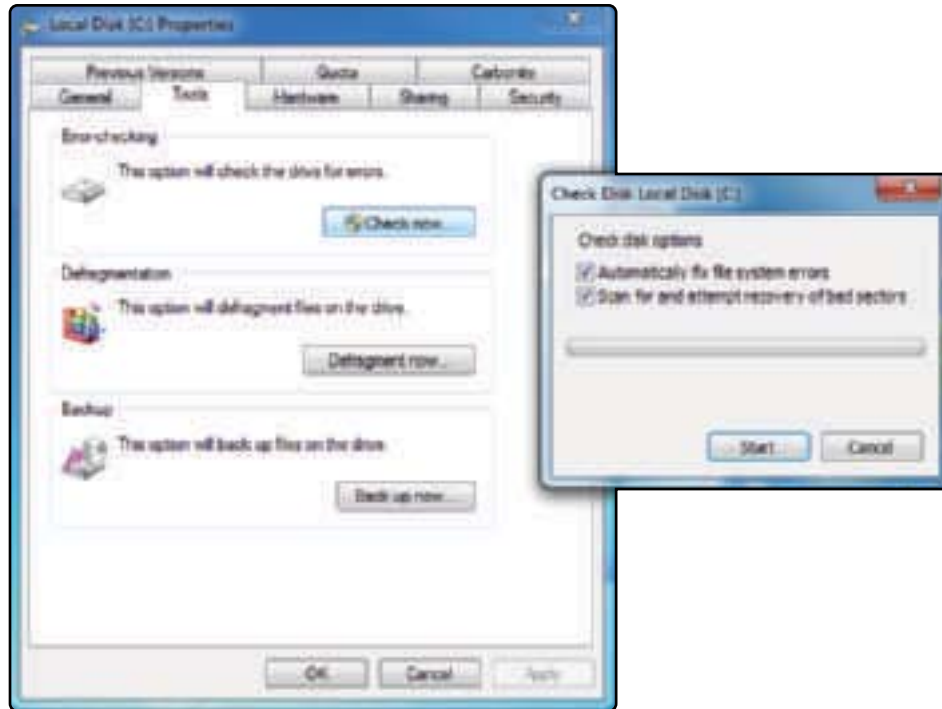 Local Disk (C:) Properties
Previous Versions Quota Carbonite
General Tools Hardware Sharing Security
Error-checking
This option will check the drive for errors.
Check now...
Defragmentation
This option will defragment files on the drive.
Defragment now...
Backup
This option will back up files on the drive.
Back up now...
OK Cancel Apply
Check Disk Local Disk (C:)
Check disk options
Automatically fix file system errors
Scan for and attempt recovery of bad sectors
Start Cancel